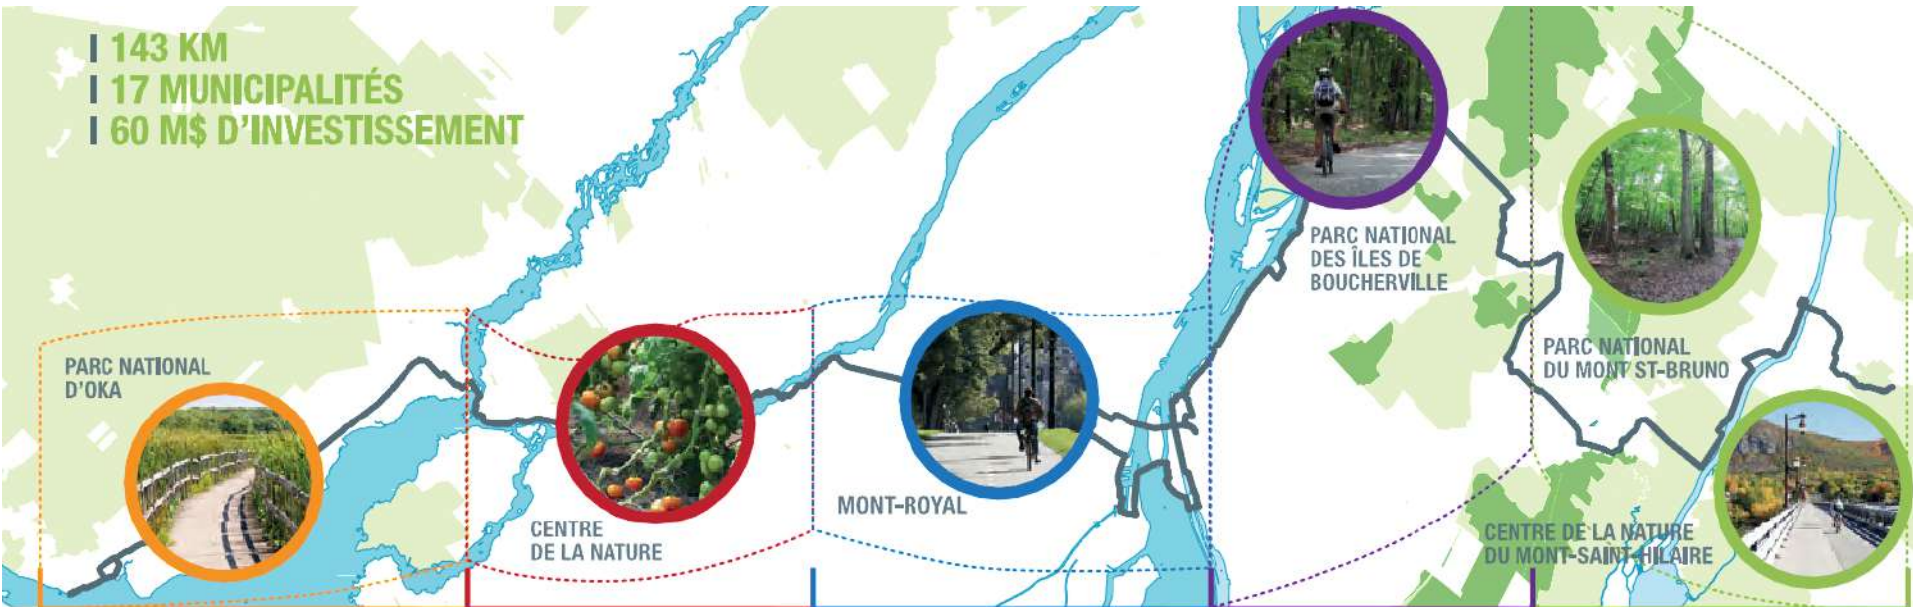 143 KM
17 MUNICIPALITÉS
60 M$ D'INVESTISSEMENT
PARC NATIONAL
D'OKA
CENTRE
DE LA NATURE
MONT-ROYAL
PARC NATIONAL
DES ÎLES DE
BOUCHERVILLE
PARC NATIONAL
DU MONT ST-BRUNO
CENTRE DE LA NATURE
DU MONT-SAINT-HILAIRE